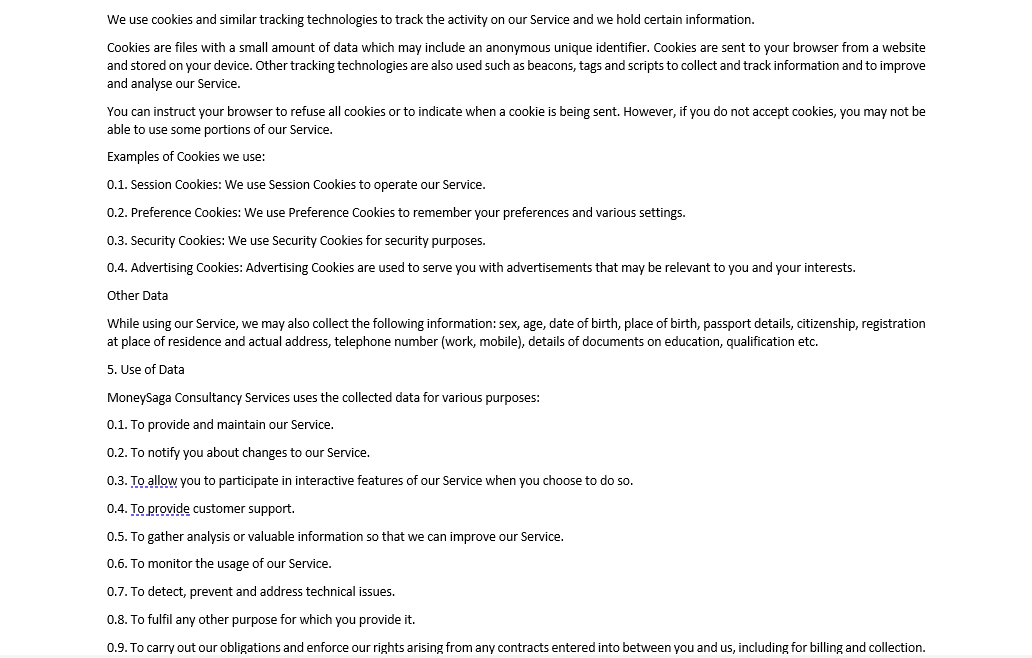 We use cookies and similar tracking technologies to track the activity on our Service and we hold certain information.
Cookies are files with a small amount of data which may include an anonymous unique identifier. Cookies are sent to your browser from a website
and stored on your device. Other tracking technologies are also used such as beacons, tags and scripts to collect and track information and to improve
and analyse our Service.
You can instruct your browser to refuse all cookies or to indicate when a cookie is being sent. However, if you do not accept cookies, you may not be
able to use some portions of our Service.
Examples of Cookies we use:
0.1. Session Cookies: We use Session Cookies to operate our Service.
0.2. Preference Cookies: We use Preference Cookies to remember your preferences and various settings.
0.3. Security Cookies: We use Security Cookies for security purposes.
0.4. Advertising Cookies: Advertising Cookies are used to serve you with advertisements that may be relevant to you and your interests.
Other Data
While using our Service, we may also collect the following information: sex, age, date of birth, place of birth, passport details, citizenship, registration
at place of residence and actual address, telephone number (work, mobile), details of documents on education, qualification etc.
5. Use of Data
MoneySaga Consultancy Services uses the collected data for various purposes:
0.1. To provide and maintain our Service.
0.2. To notify you about changes to our Service.
0.3. To allow you to participate in interactive features of our Service when you choose to do so.
0.4. To provide customer support.
0.5. To gather analysis or valuable information so that we can improve our Service.
0.6. To monitor the usage of our Service.
0.7. To detect, prevent and address technical issues.
0.8. To fulfil any other purpose for which you provide it.
0.9. To carry out our obligations and enforce our rights arising from any contracts entered into between you and us, including for billing and collection.